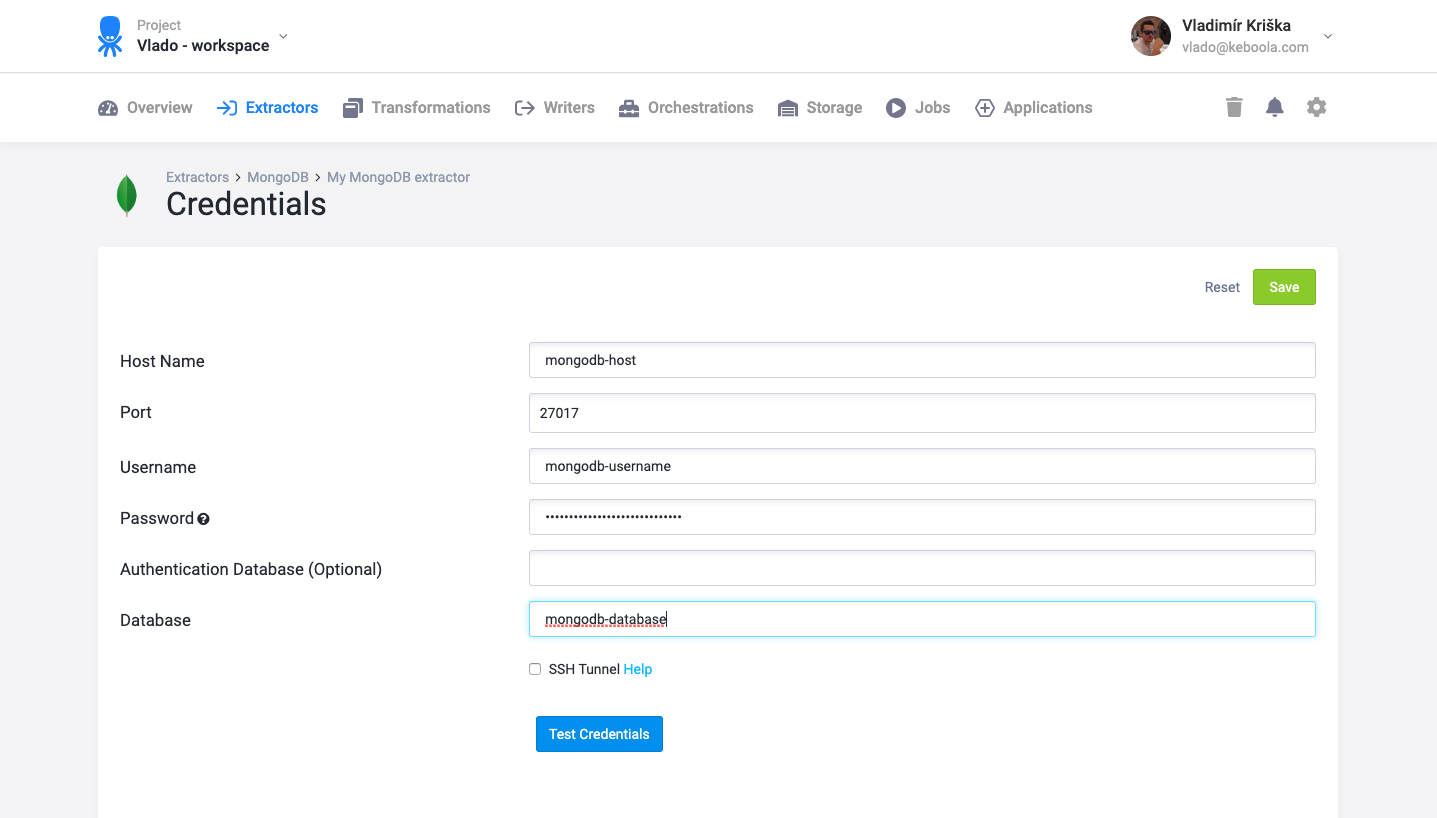 Project
Vlado - workspace
Vladimír Kriška
vlado@keboola.com
Overview Extractors Transformations Writers Orchestrations Storage Jobs Applications
Extractors > MongoDB > My MongoDB extractor
Credentials
Reset Save
Host Name mongodb-host
Port 27017
Username mongodb-username
Password ? •••••••••••••••••••••••••••••
Authentication Database (Optional)
Database mongodb-database
SSH Tunnel Help
Test Credentials